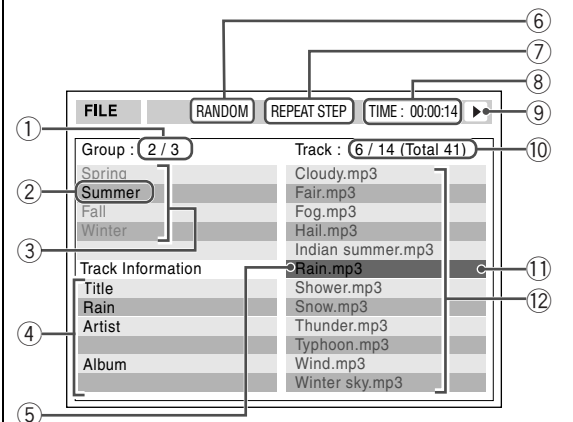 ⑥
⑦
⑧
FILE RANDOM REPEAT STEP TIME : 00:00:14 ⑨
①
Group : 2 / 3 Track : 6 / 14 (Total 41) ⑩
Spring Cloudy.mp3
② Summer Fair.mp3
Fall Fog.mp3
Winter Hail.mp3
③ Indian summer.mp3
Track Information Rain.mp3 ⑪
Title Shower.mp3 ⑫
Rain Snow.mp3
④ Artist Thunder.mp3
Typhoon.mp3
Album Wind.mp3
Winter sky.mp3
⑤